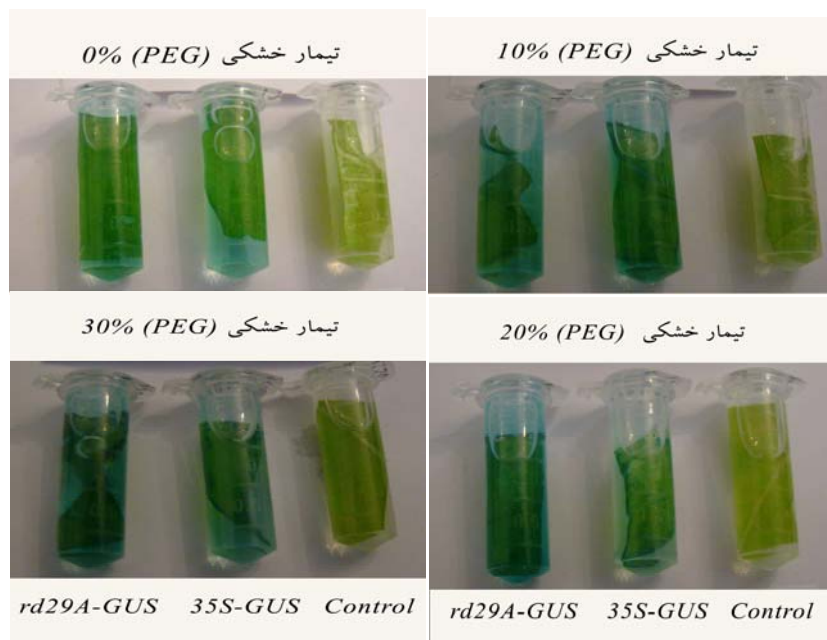 تیمار خشکی 0% (PEG)
تیمار خشکی 10% (PEG)
تیمار خشکی 30% (PEG)
تیمار خشکی 20% (PEG)
rd29A-GUS 35S-GUS Control
rd29A-GUS 35S-GUS Control